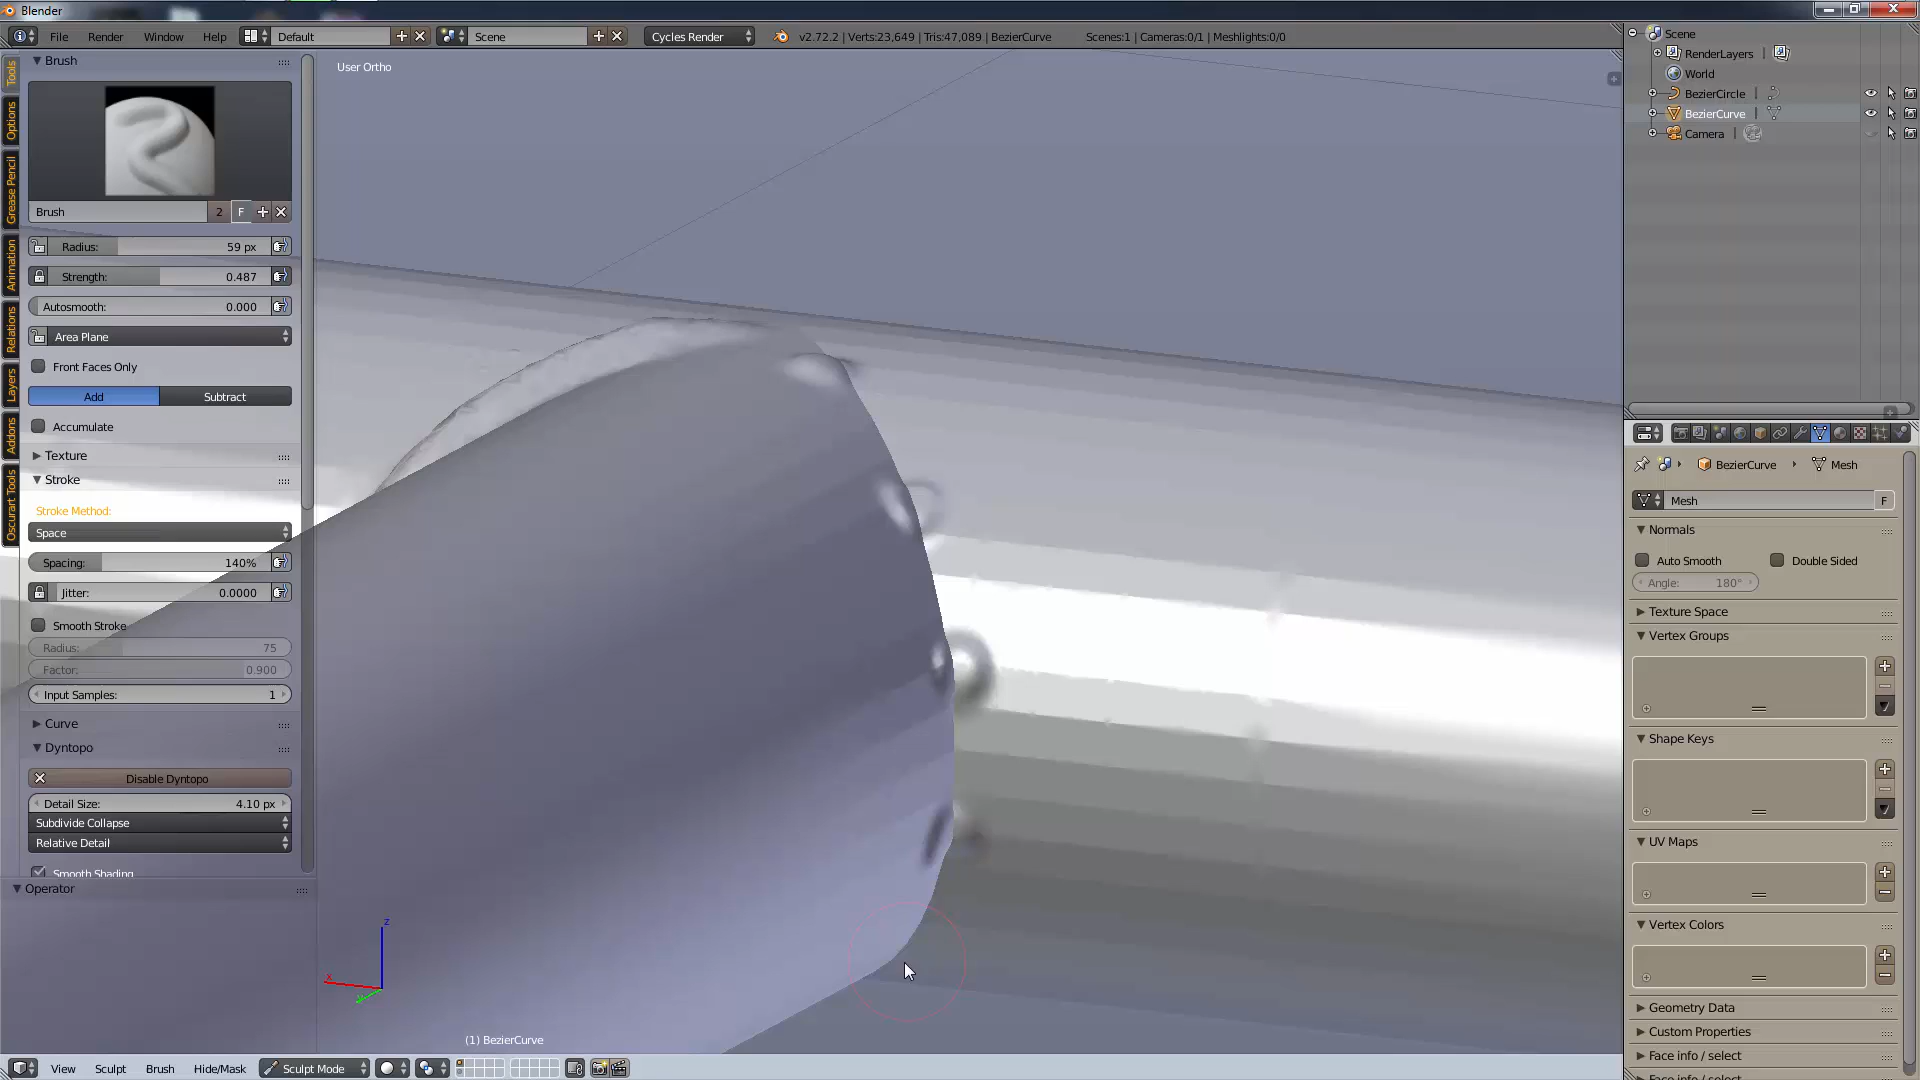 Blender
File Render Window Help Default Scene Cycles Render v2.72.2 | Verts:23,649 | Tris:47,089 | BezierCurve Scenes:1 | Cameras:0/1 | Meshlights:0/0
User Ortho
Tools
Options
Grease Pencil
Animation
Relations
Layers
Addons
Oscurart Tools
Brush
Brush 2 F
Radius: 59 px
Strength: 0.487
Autosmooth: 0.000
Area Plane
Front Faces Only
Add Subtract
Accumulate
Texture
Stroke
Stroke Method:
Space
Spacing: 140%
Jitter: 0.0000
Smooth Stroke
Radius: 75
Factor: 0.900
Input Samples: 1
Curve
Dyntopo
Disable Dyntopo
Detail Size: 4.10 px
Subdivide Collapse
Relative Detail
Smooth Shading
Operator
z
x
y
(1) BezierCurve
View Sculpt Brush Hide/Mask Sculpt Mode
Scene
RenderLayers |
World
BezierCircle |
BezierCurve |
Camera |
BezierCurve Mesh
Mesh F
Normals
Auto Smooth Double Sided
Angle: 180°
Texture Space
Vertex Groups
Shape Keys
UV Maps
Vertex Colors
Geometry Data
Custom Properties
Face info / select
Face info / select